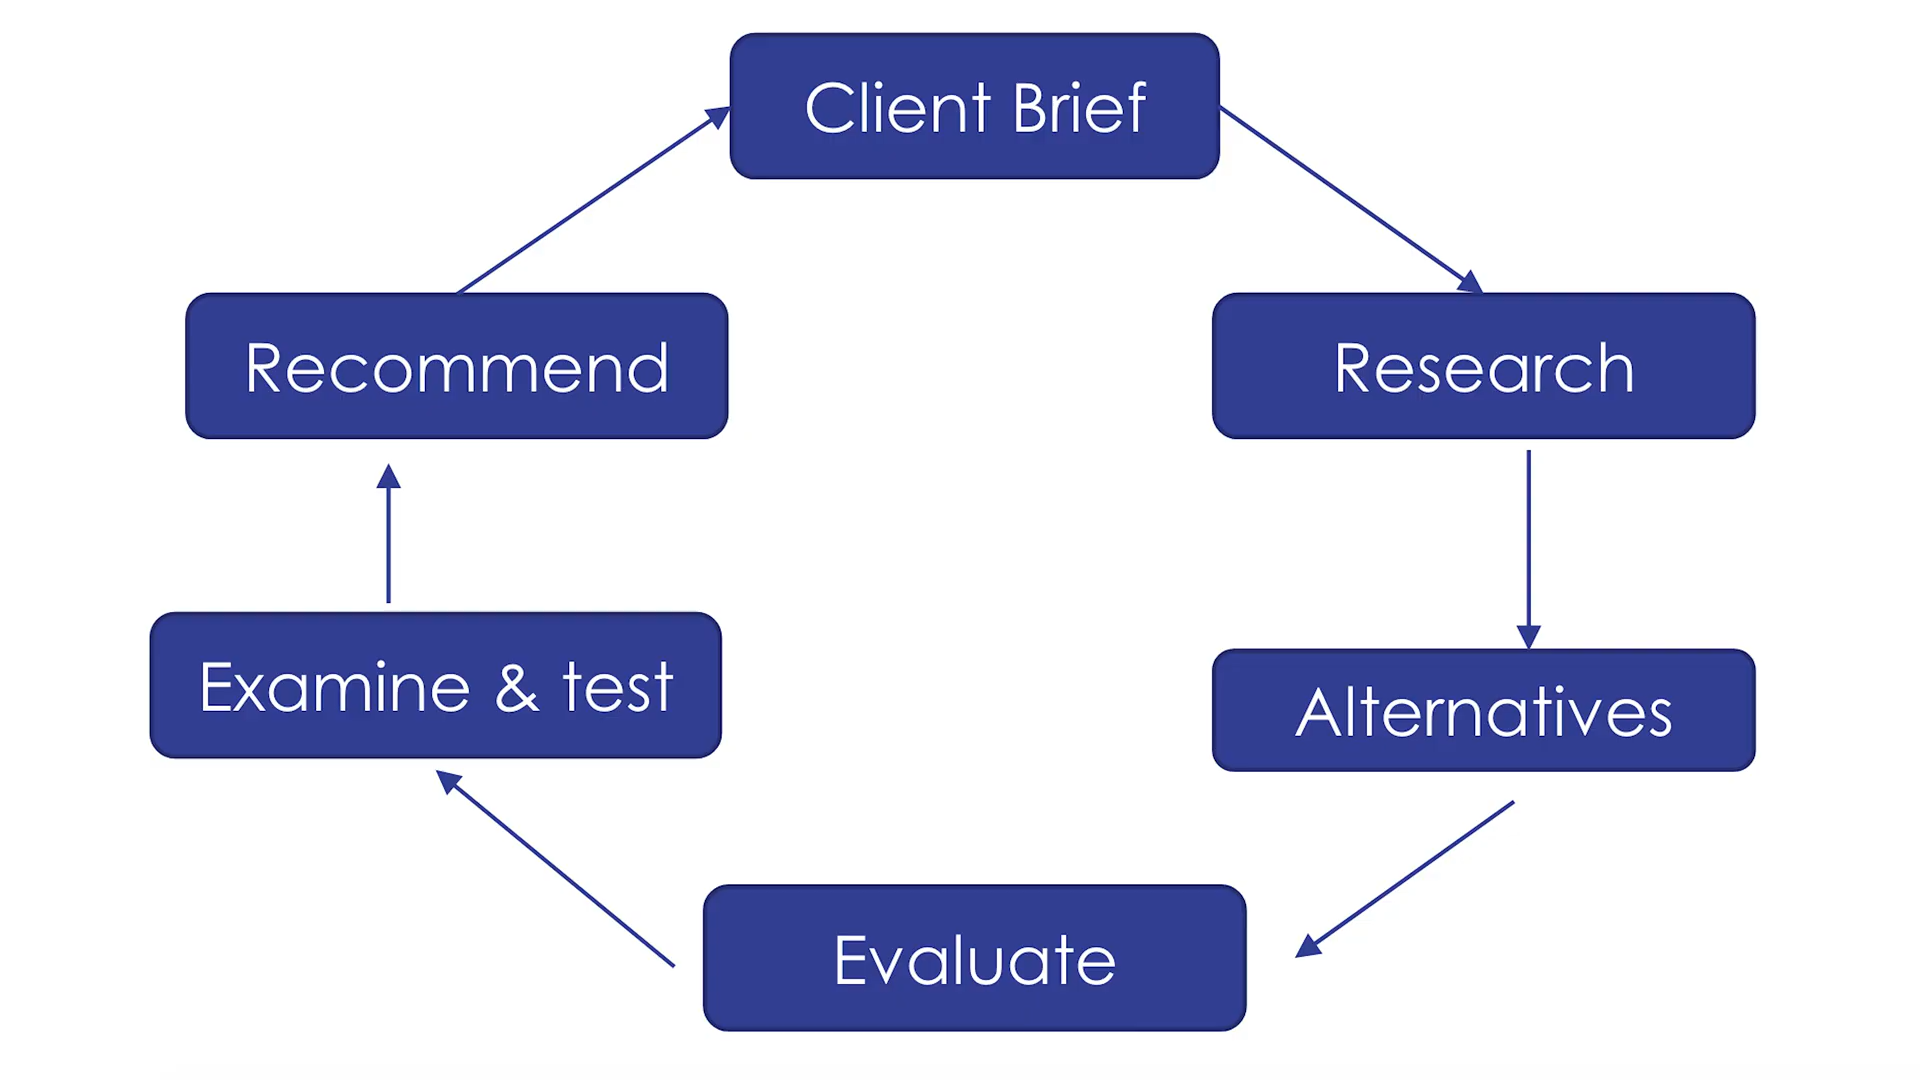 Client Brief
Research
Alternatives
Evaluate
Examine & test
Recommend